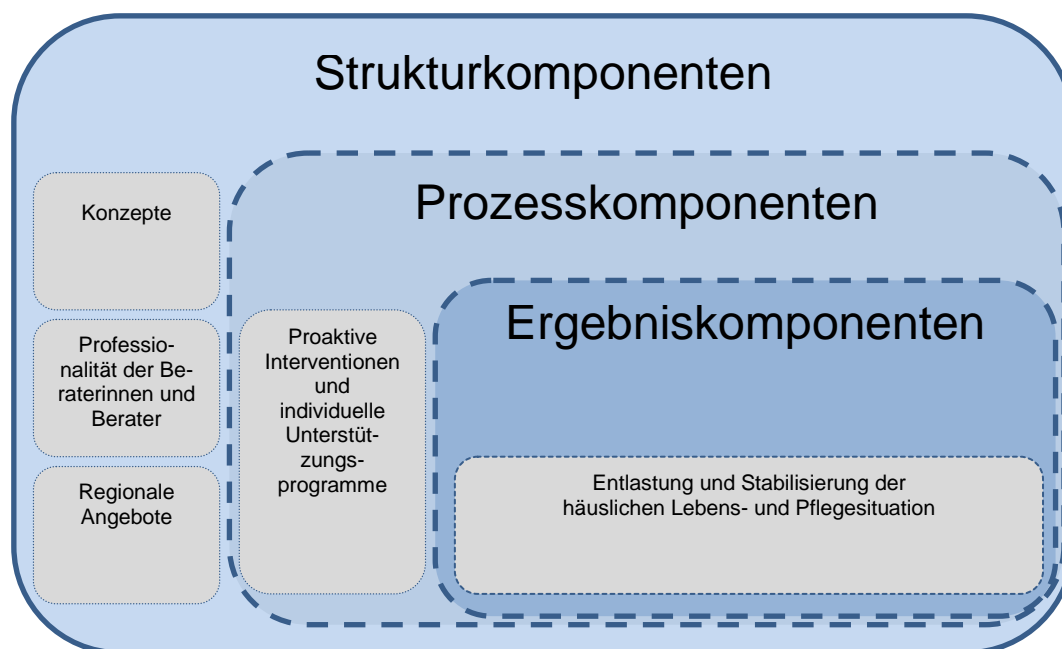 Strukturkomponenten
Prozesskomponenten
Konzepte
Ergebniskomponenten
Professio-
nalität der Be-
raterinnen und
Berater
Proaktive
Interventionen
und
individuelle
Unterstüt-
zungs-
programme
Regionale
Angebote
Entlastung und Stabilisierung der
häuslichen Lebens- und Pflegesituation